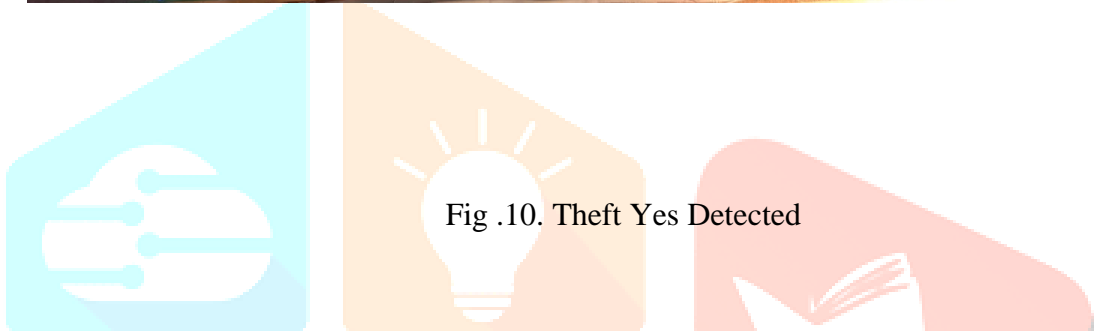 Fig .10. Theft Yes Detected